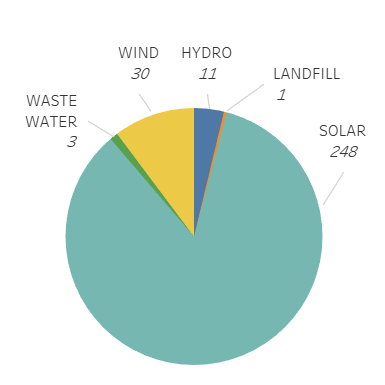 WIND
30
HYDRO
11
LANDFILL
1
WASTE
WATER
3
SOLAR
248